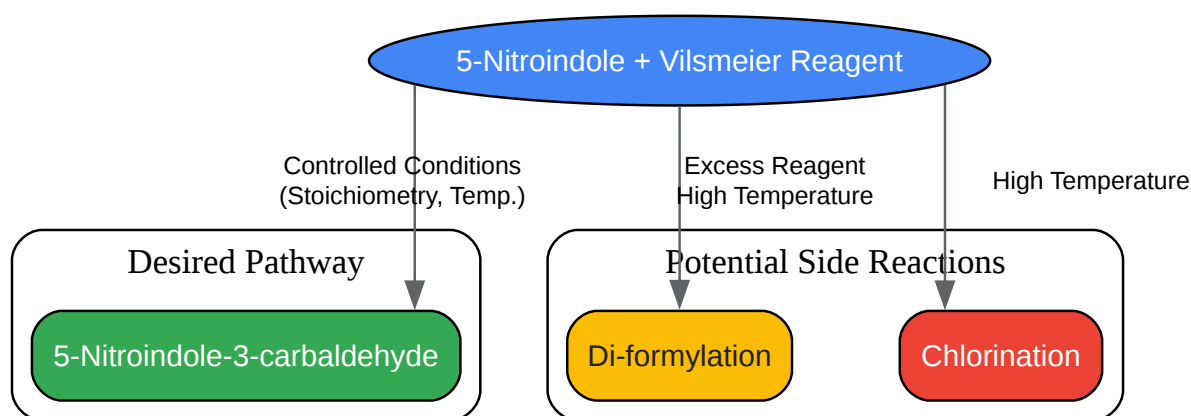 5-Nitroindole + Vilsmeier Reagent
Controlled Conditions
(Stoichiometry, Temp.)
Excess Reagent
High Temperature
High Temperature
Desired Pathway
Potential Side Reactions
5-Nitroindole-3-carbaldehyde
Di-formylation
Chlorination